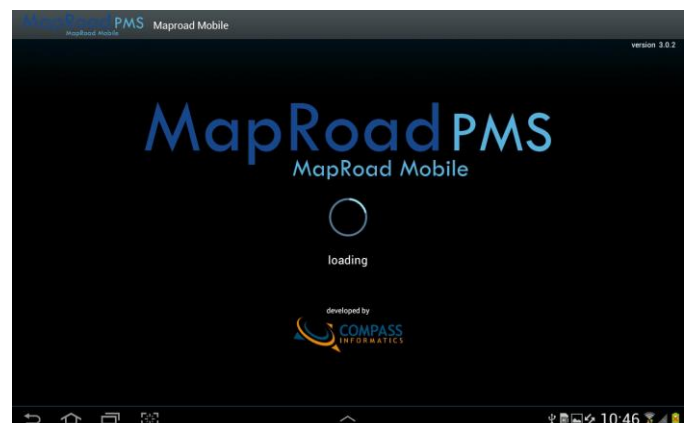 MapRoad PMS Maproad Mobile
MapRoad Mobile
version 3.0.2
MapRoad PMS
MapRoad Mobile
loading
developed by
COMPASS
INFORMATICS
10:46